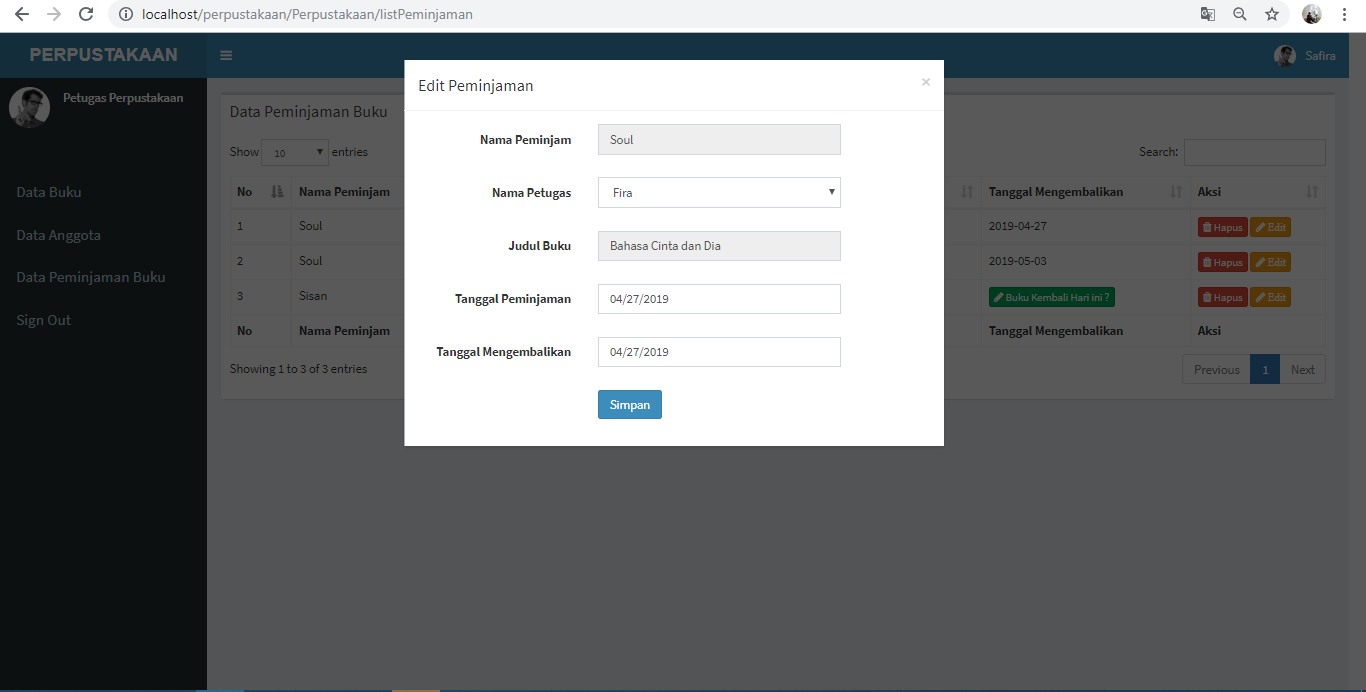 localhost/perpustakaan/Perpustakaan/listPeminjaman
PERPUSTAKAAN
Safira
Petugas Perpustakaan
Data Buku
Data Anggota
Data Peminjaman Buku
Sign Out
Data Peminjaman Buku
Show 10 entries
Search:
No Nama Peminjam Tanggal Mengembalikan Aksi
1 Soul 2019-04-27 Hapus Edit
2 Soul 2019-05-03 Hapus Edit
3 Sisan Buku Kembali Hari ini ? Hapus Edit
No Nama Peminjam Tanggal Mengembalikan Aksi
Showing 1 to 3 of 3 entries
Previous 1 Next
Edit Peminjaman ×
Nama Peminjam Soul
Nama Petugas Fira
Judul Buku Bahasa Cinta dan Dia
Tanggal Peminjaman 04/27/2019
Tanggal Mengembalikan 04/27/2019
Simpan